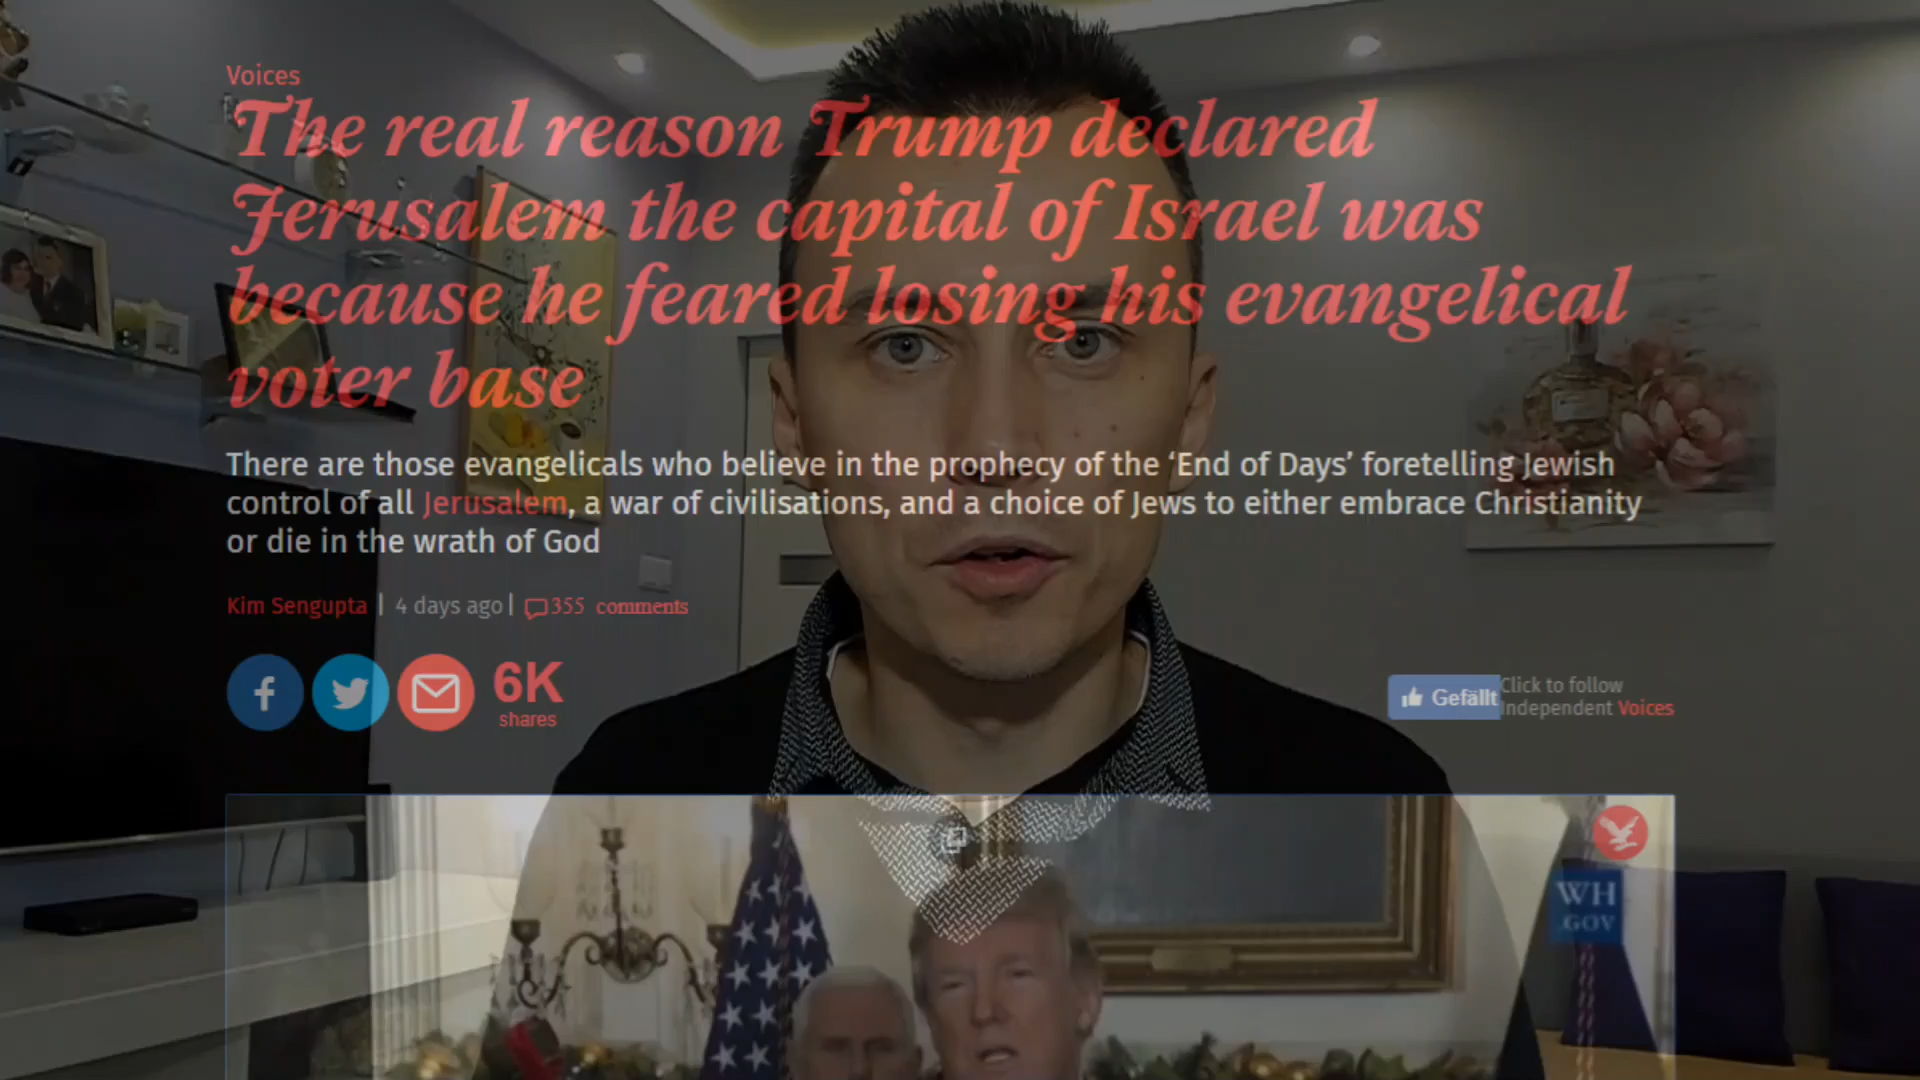 Voices
The real reason Trump declared
Jerusalem the capital of Israel was
because he feared losing his evangelical
voter base
There are those evangelicals who believe in the prophecy of the ‘End of Days’ foretelling Jewish
control of all Jerusalem, a war of civilisations, and a choice of Jews to either embrace Christianity
or die in the wrath of God
Kim Sengupta | 4 days ago | 355 comments
6K
shares
Gefällt
Click to follow
Independent Voices
WH
.GOV